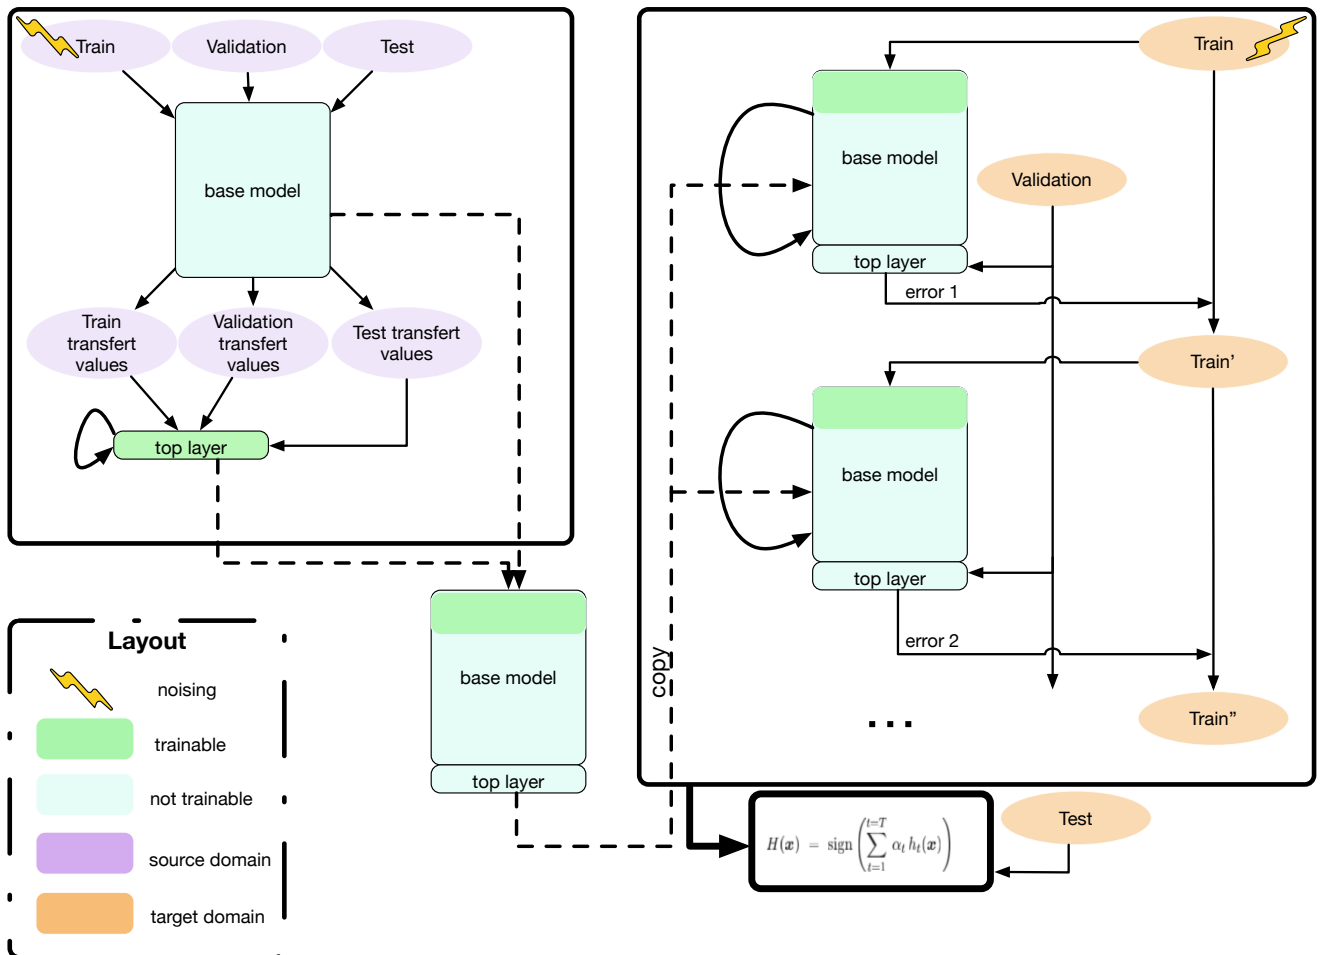 Train
Validation
Test
base model
Train
transfert
values
Validation
transfert
values
Test transfert
values
top layer
base model
top layer
Layout
noising
trainable
not trainable
source domain
target domain
copy
Train
base model
Validation
top layer
error 1
Train’
base model
top layer
error 2
Train”
...
H(x) = sign(∑_{t=1}^{t=T} α_t h_t(x))
Test